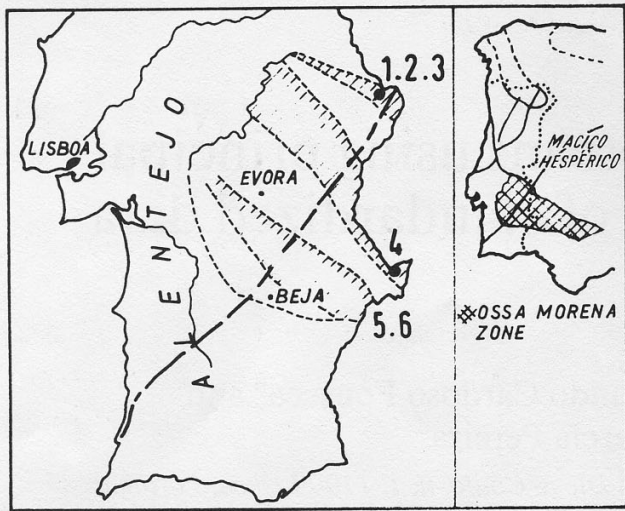 1.2.3
LISBOA
EVORA
ALENTEJO
4
BEJA
5.6
MACIÇO
HESPÉRICO
OSSA MORENA
ZONE